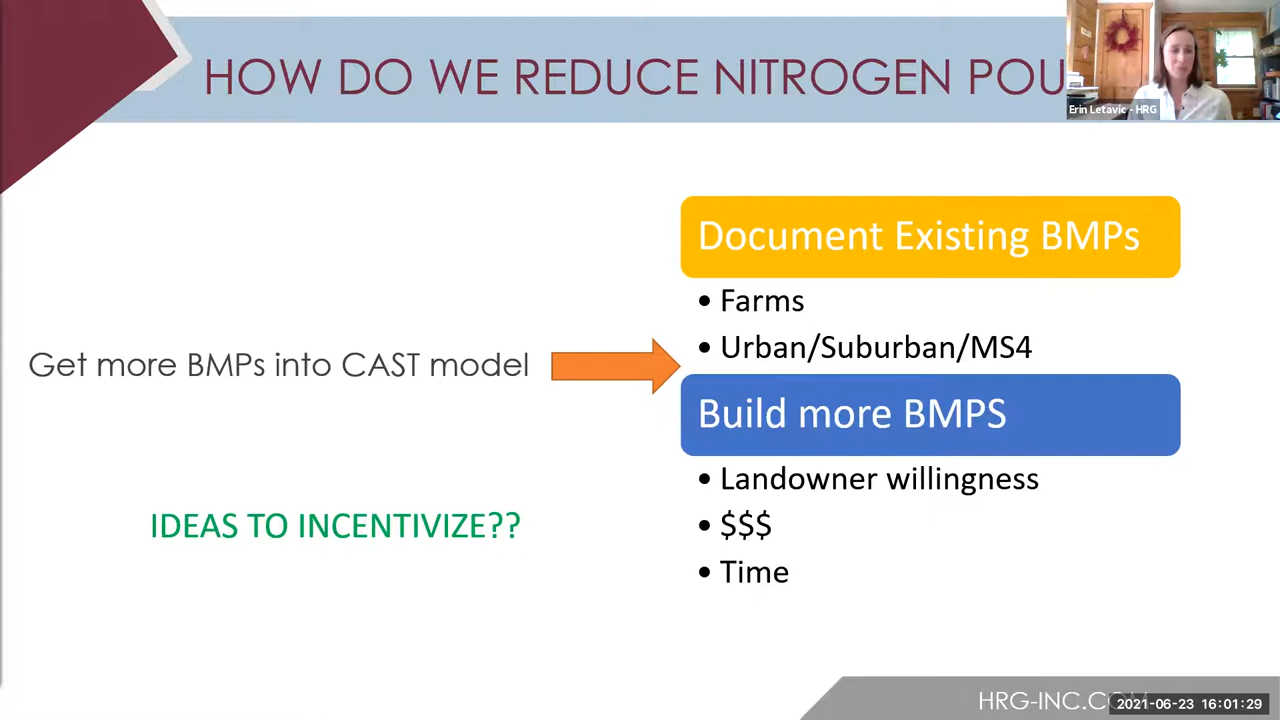 HOW DO WE REDUCE NITROGEN POU
Erin Letavic - HRG
Document Existing BMPs
• Farms
• Urban/Suburban/MS4
Get more BMPs into CAST model
Build more BMPS
• Landowner willingness
• $$$
• Time
IDEAS TO INCENTIVIZE??
HRG-INC.COM
2021-06-23 16:01:29